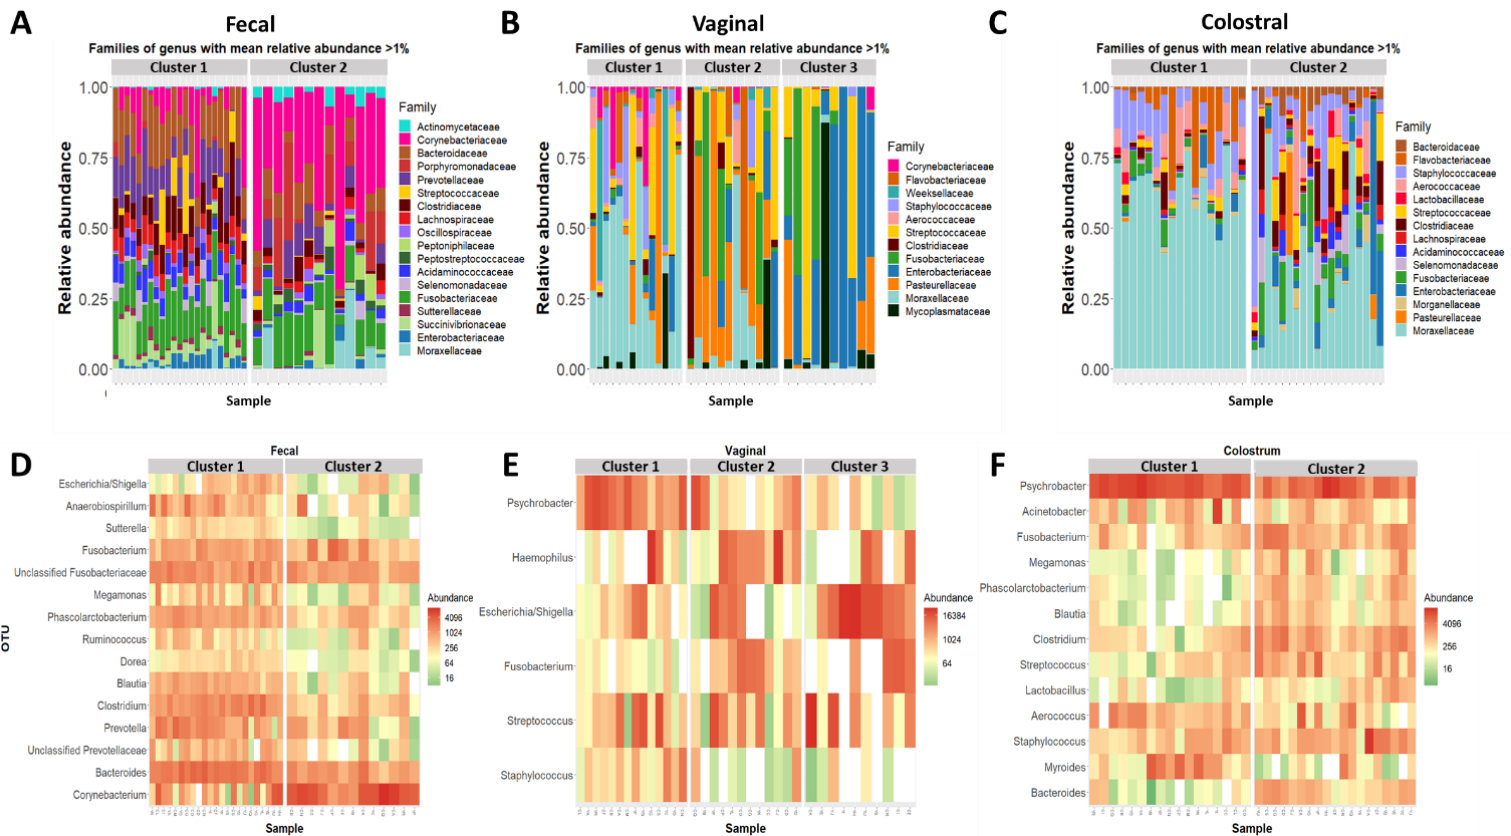 A
Fecal
Families of genus with mean relative abundance >1%
Cluster 1
Cluster 2
1.00
0.75
0.50
0.25
0.00
Relative abundance
Sample
Family
Actinomycetaceae
Corynebacteriaceae
Bacteroidaceae
Porphyromonadaceae
Prevotellaceae
Streptococcaceae
Clostridiaceae
Lachnospiraceae
Oscillospiraceae
Peptoniphilaceae
Peptostreptococcaceae
Acidaminococcaceae
Selenomonadaceae
Fusobacteriaceae
Sutterellaceae
Succinivibrionaceae
Enterobacteriaceae
Moraxellaceae
B
Vaginal
Families of genus with mean relative abundance >1%
Cluster 1
Cluster 2
Cluster 3
1.00
0.75
0.50
0.25
0.00
Relative abundance
Sample
Family
Corynebacteriaceae
Flavobacteriaceae
Weeksellaceae
Staphylococcaceae
Aerococcaceae
Streptococcaceae
Clostridiaceae
Fusobacteriaceae
Enterobacteriaceae
Pasteurellaceae
Moraxellaceae
Mycoplasmataceae
C
Colostral
Families of genus with mean relative abundance >1%
Cluster 1
Cluster 2
1.00
0.75
0.50
0.25
0.00
Relative abundance
Sample
Family
Bacteroidaceae
Flavobacteriaceae
Staphylococcaceae
Aerococcaceae
Lactobacillaceae
Streptococcaceae
Clostridiaceae
Lachnospiraceae
Acidaminococcaceae
Selenomonadaceae
Fusobacteriaceae
Enterobacteriaceae
Morganellaceae
Pasteurellaceae
Moraxellaceae
D
Fecal
Cluster 1
Cluster 2
OTU
Escherichia/Shigella
Anaerobiospirillum
Sutterella
Fusobacterium
Unclassified Fusobacteriaceae
Megamonas
Phascolarctobacterium
Ruminococcus
Dorea
Blautia
Clostridium
Prevotella
Unclassified Prevotellaceae
Bacteroides
Corynebacterium
Sample
Abundance
4096
1024
256
64
16
E
Vaginal
Cluster 1
Cluster 2
Cluster 3
Psychrobacter
Haemophilus
Escherichia/Shigella
Fusobacterium
Streptococcus
Staphylococcus
Sample
Abundance
16384
1024
64
F
Colostrum
Cluster 1
Cluster 2
Psychrobacter
Acinetobacter
Fusobacterium
Megamonas
Phascolarctobacterium
Blautia
Clostridium
Streptococcus
Lactobacillus
Aerococcus
Staphylococcus
Myroides
Bacteroides
Sample
Abundance
4096
256
16